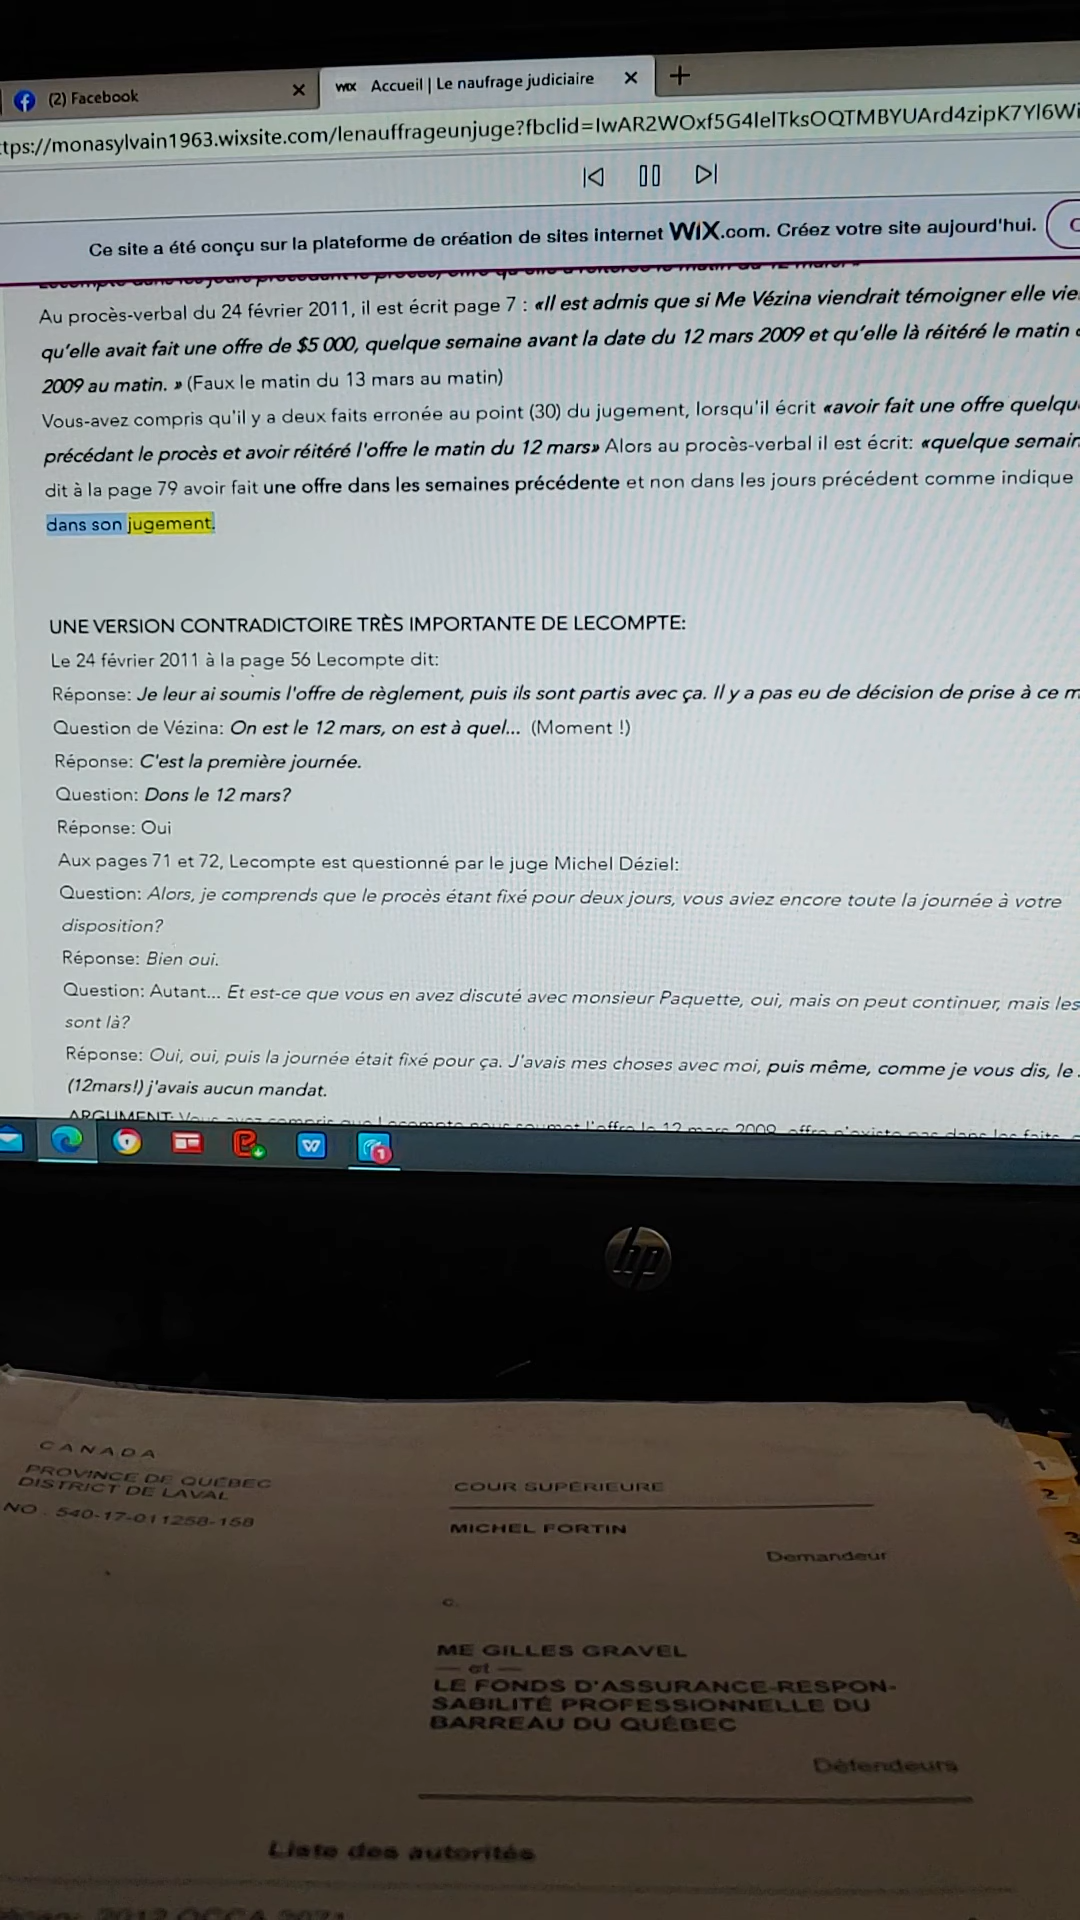 (2) Facebook
WiX Accueil | Le naufrage judiciaire
tps://monasylvain1963.wixsite.com/lenauffrageunjuge?fbclid=IwAR2WOxf5G4lelTksOQTMBYUArd4zipK7Yl6Wi
Ce site a été conçu sur la plateforme de création de sites internet WiX.com. Créez votre site aujourd'hui.
Au procès-verbal du 24 février 2011, il est écrit page 7 : «Il est admis que si Me Vézina viendrait témoigner elle vie
qu'elle avait fait une offre de $5 000, quelque semaine avant la date du 12 mars 2009 et qu'elle là réitéré le matin
2009 au matin. » (Faux le matin du 13 mars au matin)
Vous-avez compris qu'il y a deux faits erronée au point (30) du jugement, lorsqu'il écrit «avoir fait une offre quelqu
précédant le procès et avoir réitéré l'offre le matin du 12 mars» Alors au procès-verbal il est écrit: «quelque semain
dit à la page 79 avoir fait une offre dans les semaines précédente et non dans les jours précédent comme indique
dans son jugement.
UNE VERSION CONTRADICTOIRE TRÈS IMPORTANTE DE LECOMPTE:
Le 24 février 2011 à la page 56 Lecompte dit:
Réponse: Je leur ai soumis l'offre de règlement, puis ils sont partis avec ça. Il y a pas eu de décision de prise à ce m
Question de Vézina: On est le 12 mars, on est à quel... (Moment !)
Réponse: C'est la première journée.
Question: Dons le 12 mars?
Réponse: Oui
Aux pages 71 et 72, Lecompte est questionné par le juge Michel Déziel:
Question: Alors, je comprends que le procès étant fixé pour deux jours, vous aviez encore toute la journée à votre
disposition?
Réponse: Bien oui.
Question: Autant... Et est-ce que vous en avez discuté avec monsieur Paquette, oui, mais on peut continuer, mais les
sont là?
Réponse: Oui, oui, puis la journée était fixé pour ça. J'avais mes choses avec moi, puis même, comme je vous dis, le
(12mars!) j'avais aucun mandat.
hp
CANADA
PROVINCE DE QUÉBEC
DISTRICT DE LAVAL
NO. 540-17-011258-158
COUR SUPÉRIEURE
MICHEL FORTIN
Demandeur
c.
ME GILLES GRAVEL
— et —
LE FONDS D'ASSURANCE-RESPON-
SABILITÉ PROFESSIONNELLE DU
BARREAU DU QUÉBEC
Défendeurs
Liste des autorités
1
2
3